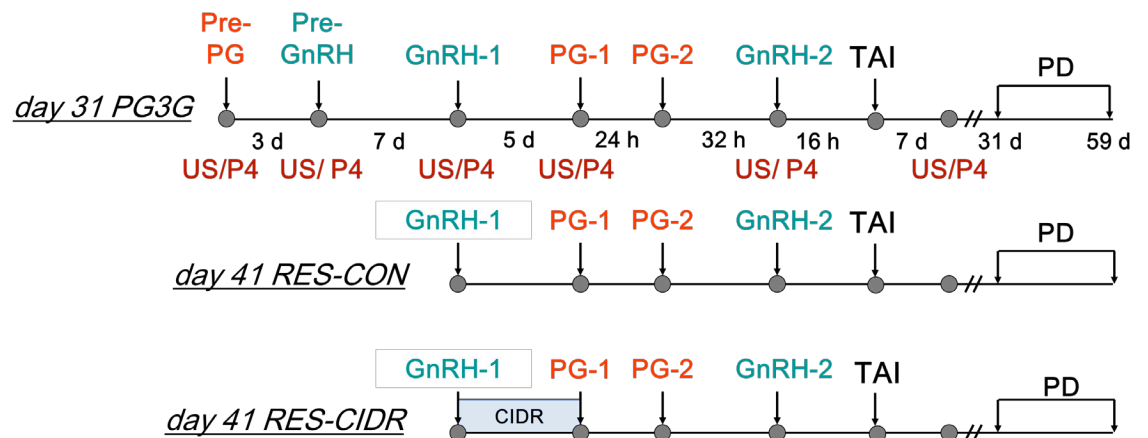 Pre-
PG
Pre-
GnRH
GnRH-1
PG-1
PG-2
GnRH-2
TAI
PD
day 31 PG3G
3 d
7 d
5 d
24 h
32 h
16 h
7 d
31 d
59 d
US/P4
US/ P4
US/P4
US/P4
US/ P4
US/P4
GnRH-1
PG-1
PG-2
GnRH-2
TAI
PD
day 41 RES-CON
GnRH-1
PG-1
PG-2
GnRH-2
TAI
PD
CIDR
day 41 RES-CIDR